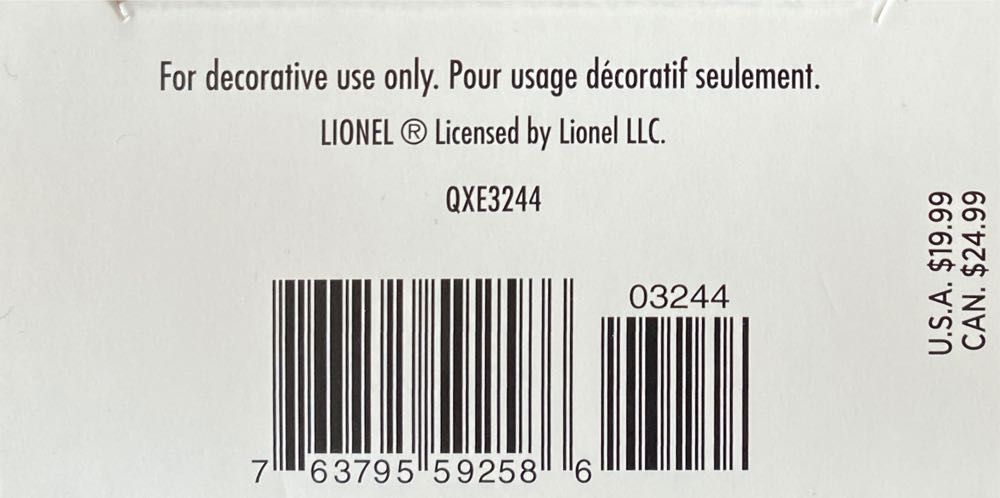 For decorative use only. Pour usage décoratif seulement.
LIONEL ® Licensed by Lionel LLC.
QXE3244
03244
7 63795 59258 6
U.S.A. $19.99
CAN. $24.99